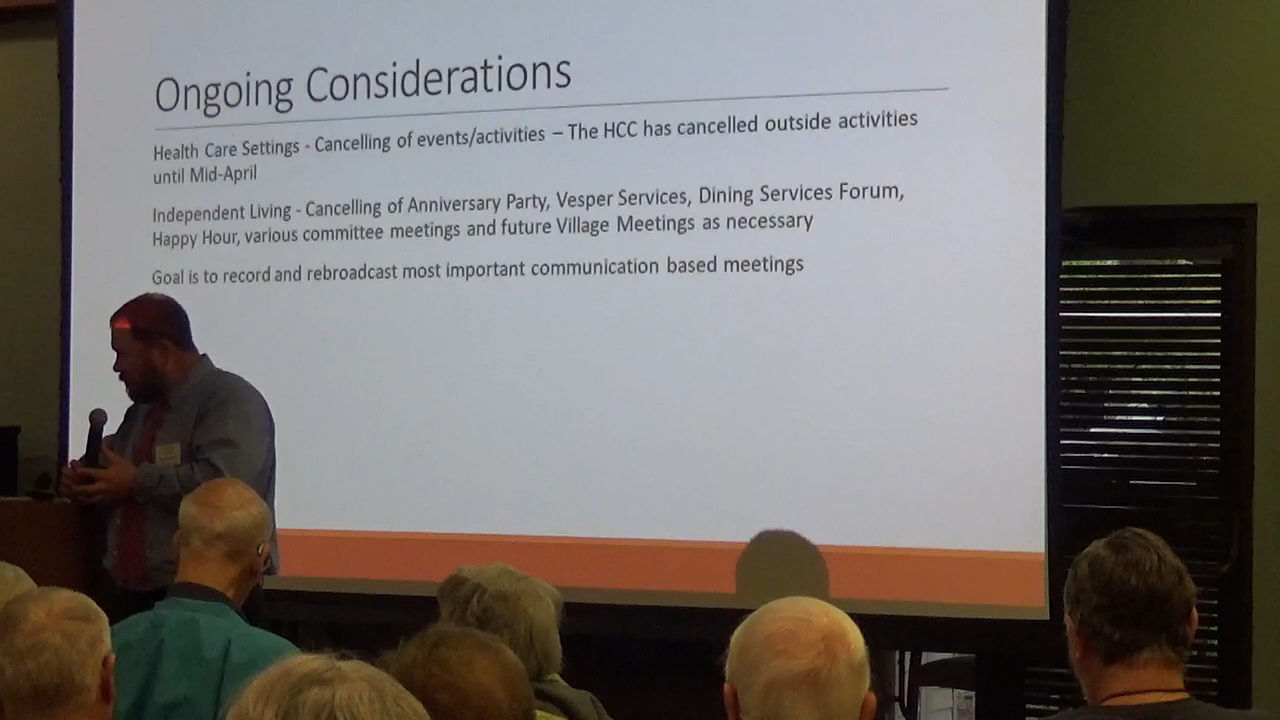 Ongoing Considerations
Health Care Settings - Cancelling of events/activities – The HCC has cancelled outside activities
until Mid-April
Independent Living - Cancelling of Anniversary Party, Vesper Services, Dining Services Forum,
Happy Hour, various committee meetings and future Village Meetings as necessary
Goal is to record and rebroadcast most important communication based meetings